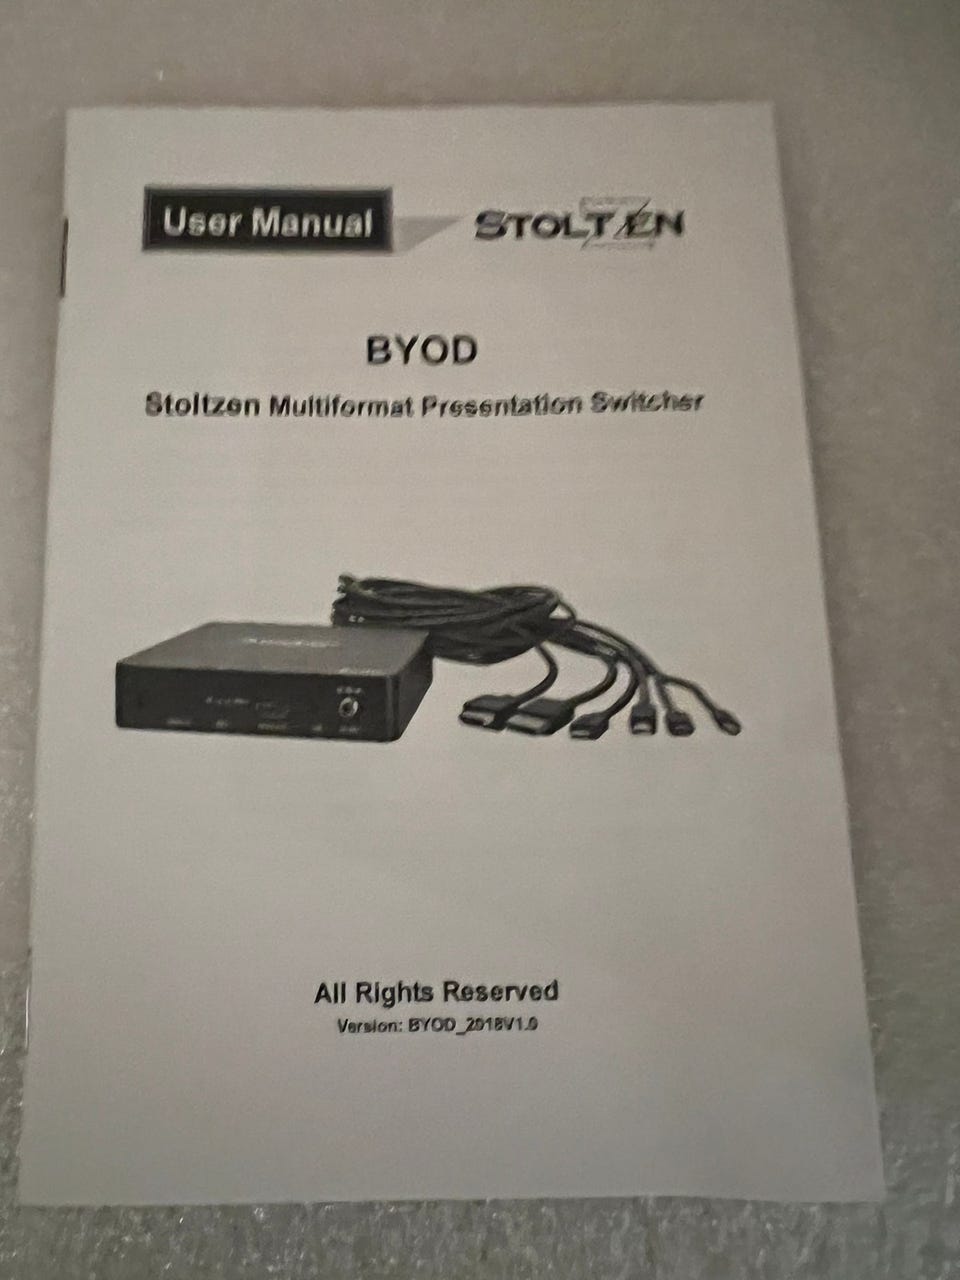 User Manual
STOLTZEN
BYOD
Stoltzen Multiformat Presentation Switcher
All Rights Reserved
Version: BYOD_2018V1.0